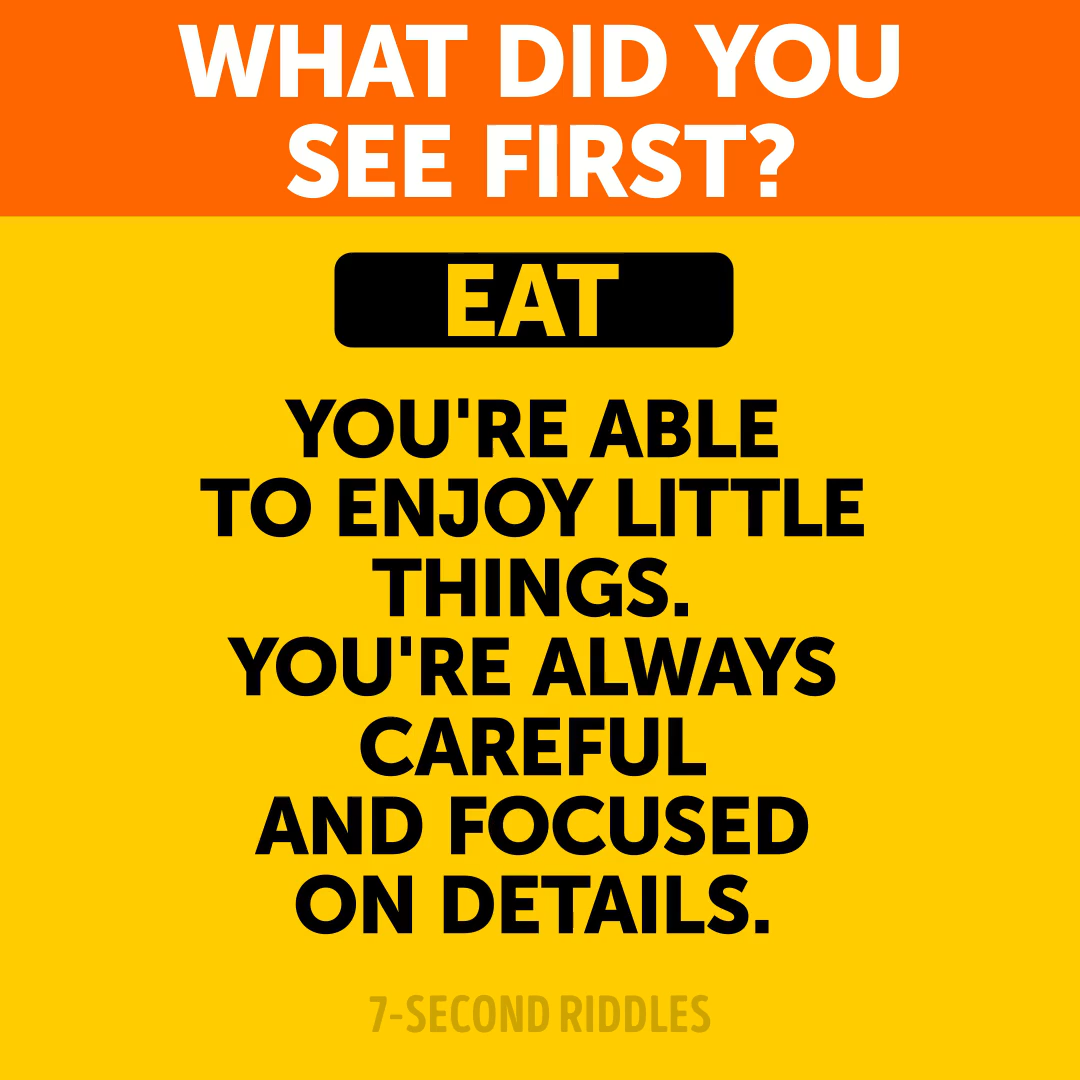 WHAT DID YOU
SEE FIRST?
EAT
YOU'RE ABLE
TO ENJOY LITTLE
THINGS.
YOU'RE ALWAYS
CAREFUL
AND FOCUSED
ON DETAILS.
7-SECOND RIDDLES